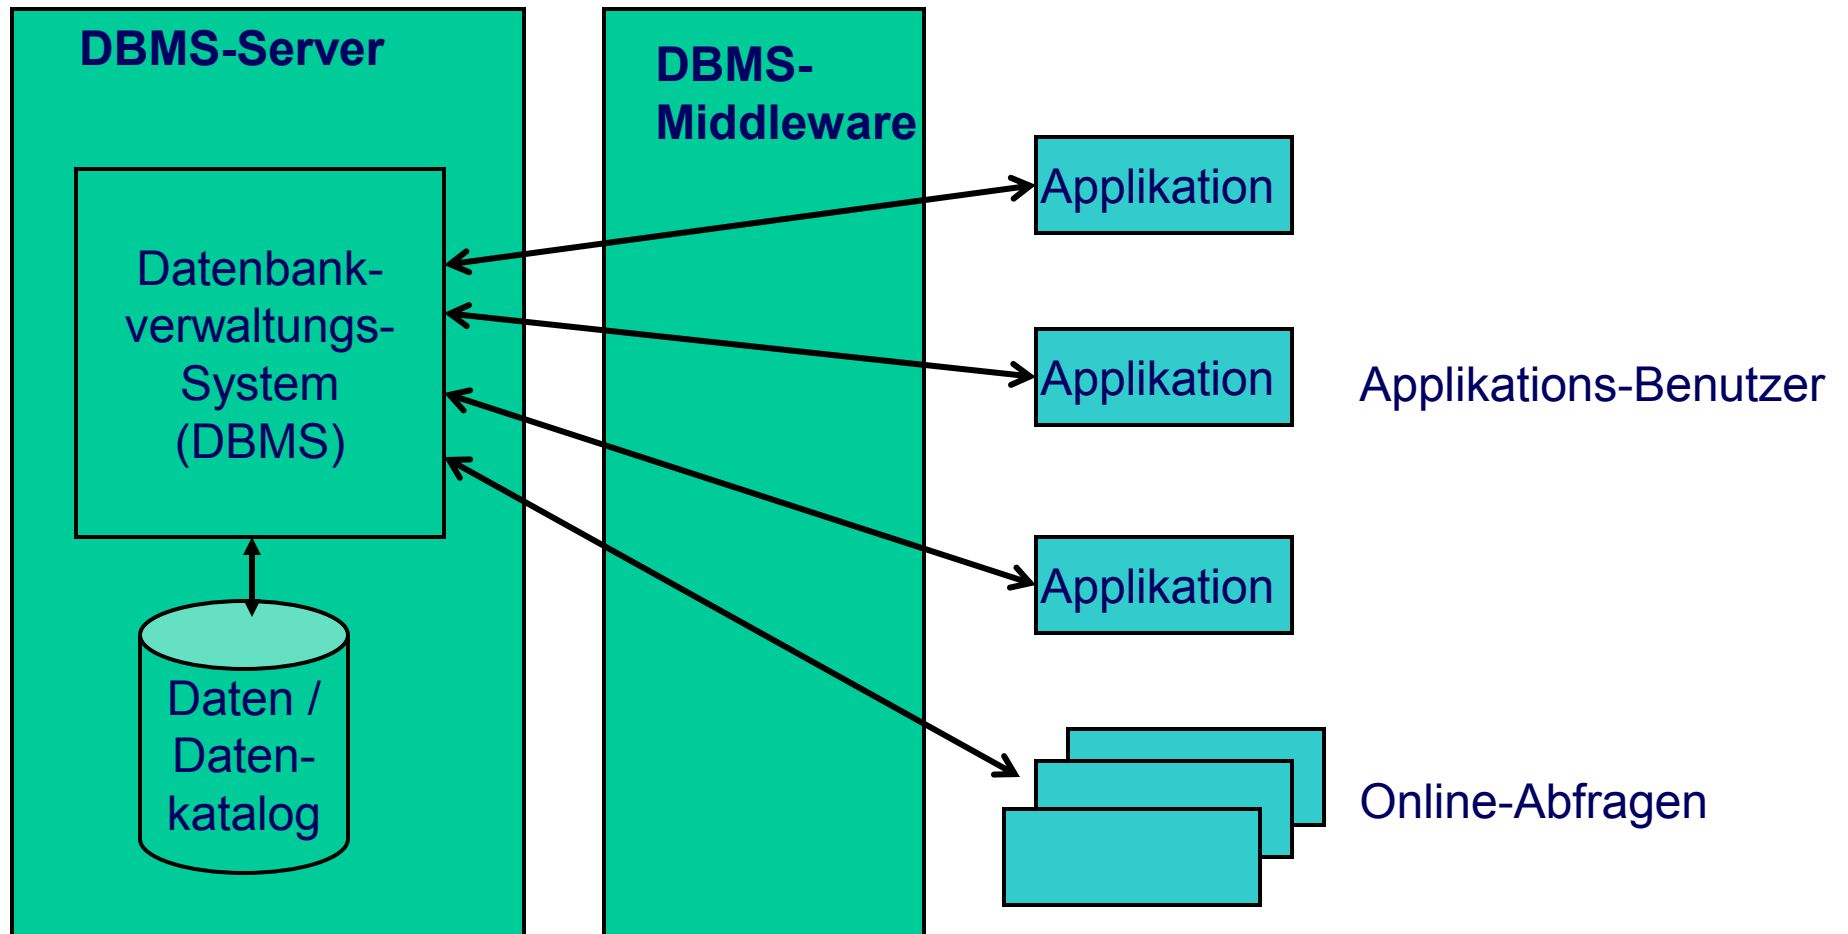 DBMS-Server
DBMS-
Middleware
Datenbank-
verwaltungs-
System
(DBMS)
Daten /
Daten-
katalog
Applikation
Applikation
Applikations-Benutzer
Applikation
Online-Abfragen